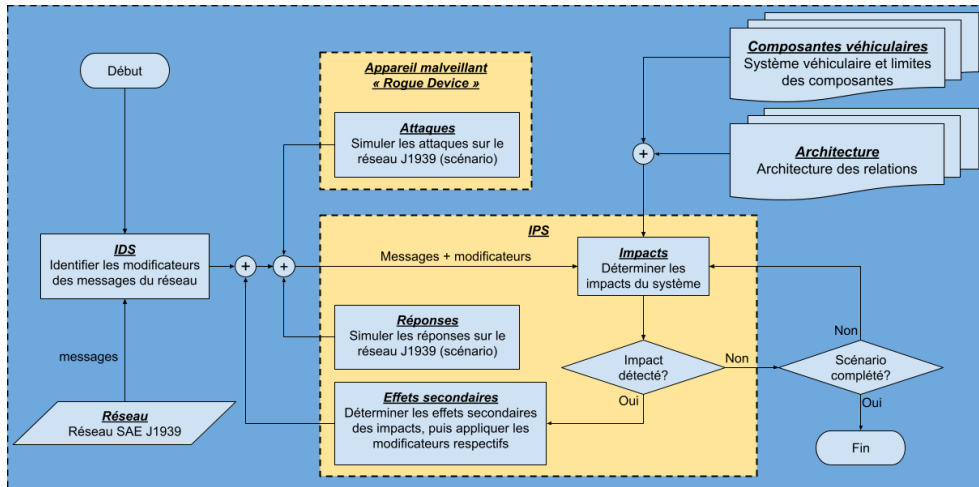 Début
Appareil malveillant
« Rogue Device »
Attaques
Simuler les attaques sur le
réseau J1939 (scénario)
Composantes véhiculaires
Système véhiculaire et limites
des composantes
+
Architecture
Architecture des relations
IDS
Identifier les modificateurs
des messages du réseau
+
+
IPS
Messages + modificateurs
Impacts
Déterminer les
impacts du système
Réponses
Simuler les réponses sur le
réseau J1939 (scénario)
Impact
détecté?
Non
Oui
Non
Scénario
complété?
Oui
messages
Effets secondaires
Déterminer les effets secondaires
des impacts, puis appliquer les
modificateurs respectifs
Réseau
Réseau SAE J1939
Fin